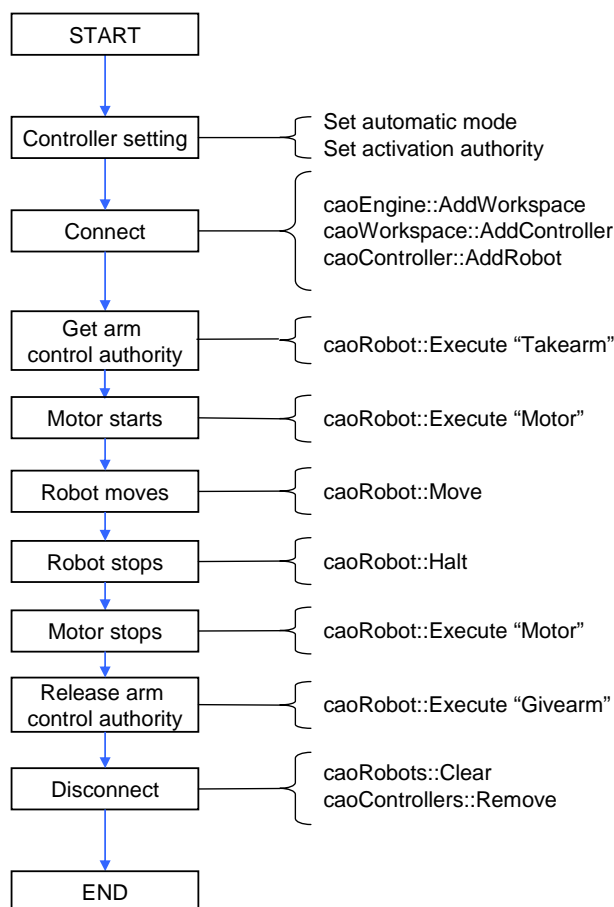 START
Controller setting
Set automatic mode
Set activation authority
Connect
caoEngine::AddWorkspace
caoWorkspace::AddController
caoController::AddRobot
Get arm
control authority
caoRobot::Execute “Takearm”
Motor starts
caoRobot::Execute “Motor”
Robot moves
caoRobot::Move
Robot stops
caoRobot::Halt
Motor stops
caoRobot::Execute “Motor”
Release arm
control authority
caoRobot::Execute “Givearm”
Disconnect
caoRobots::Clear
caoControllers::Remove
END